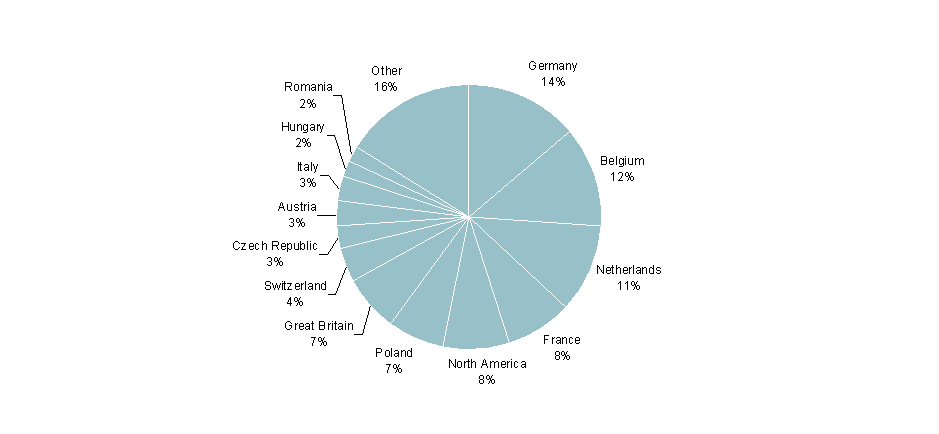 Germany
14%
Belgium
12%
Netherlands
11%
France
8%
North America
8%
Poland
7%
Great Britain
7%
Switzerland
4%
Czech Republic
3%
Austria
3%
Italy
3%
Hungary
2%
Romania
2%
Other
16%